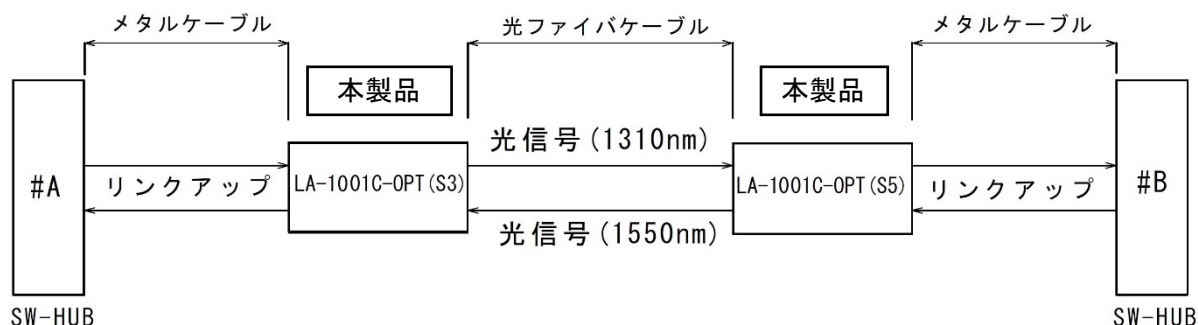 メタルケーブル
光ファイバケーブル
メタルケーブル
本製品
本製品
光信号(1310nm)
#A
リンクアップ
LA-1001C-OPT(S3)
LA-1001C-OPT(S5)
リンクアップ
#B
光信号(1550nm)
SW-HUB
SW-HUB